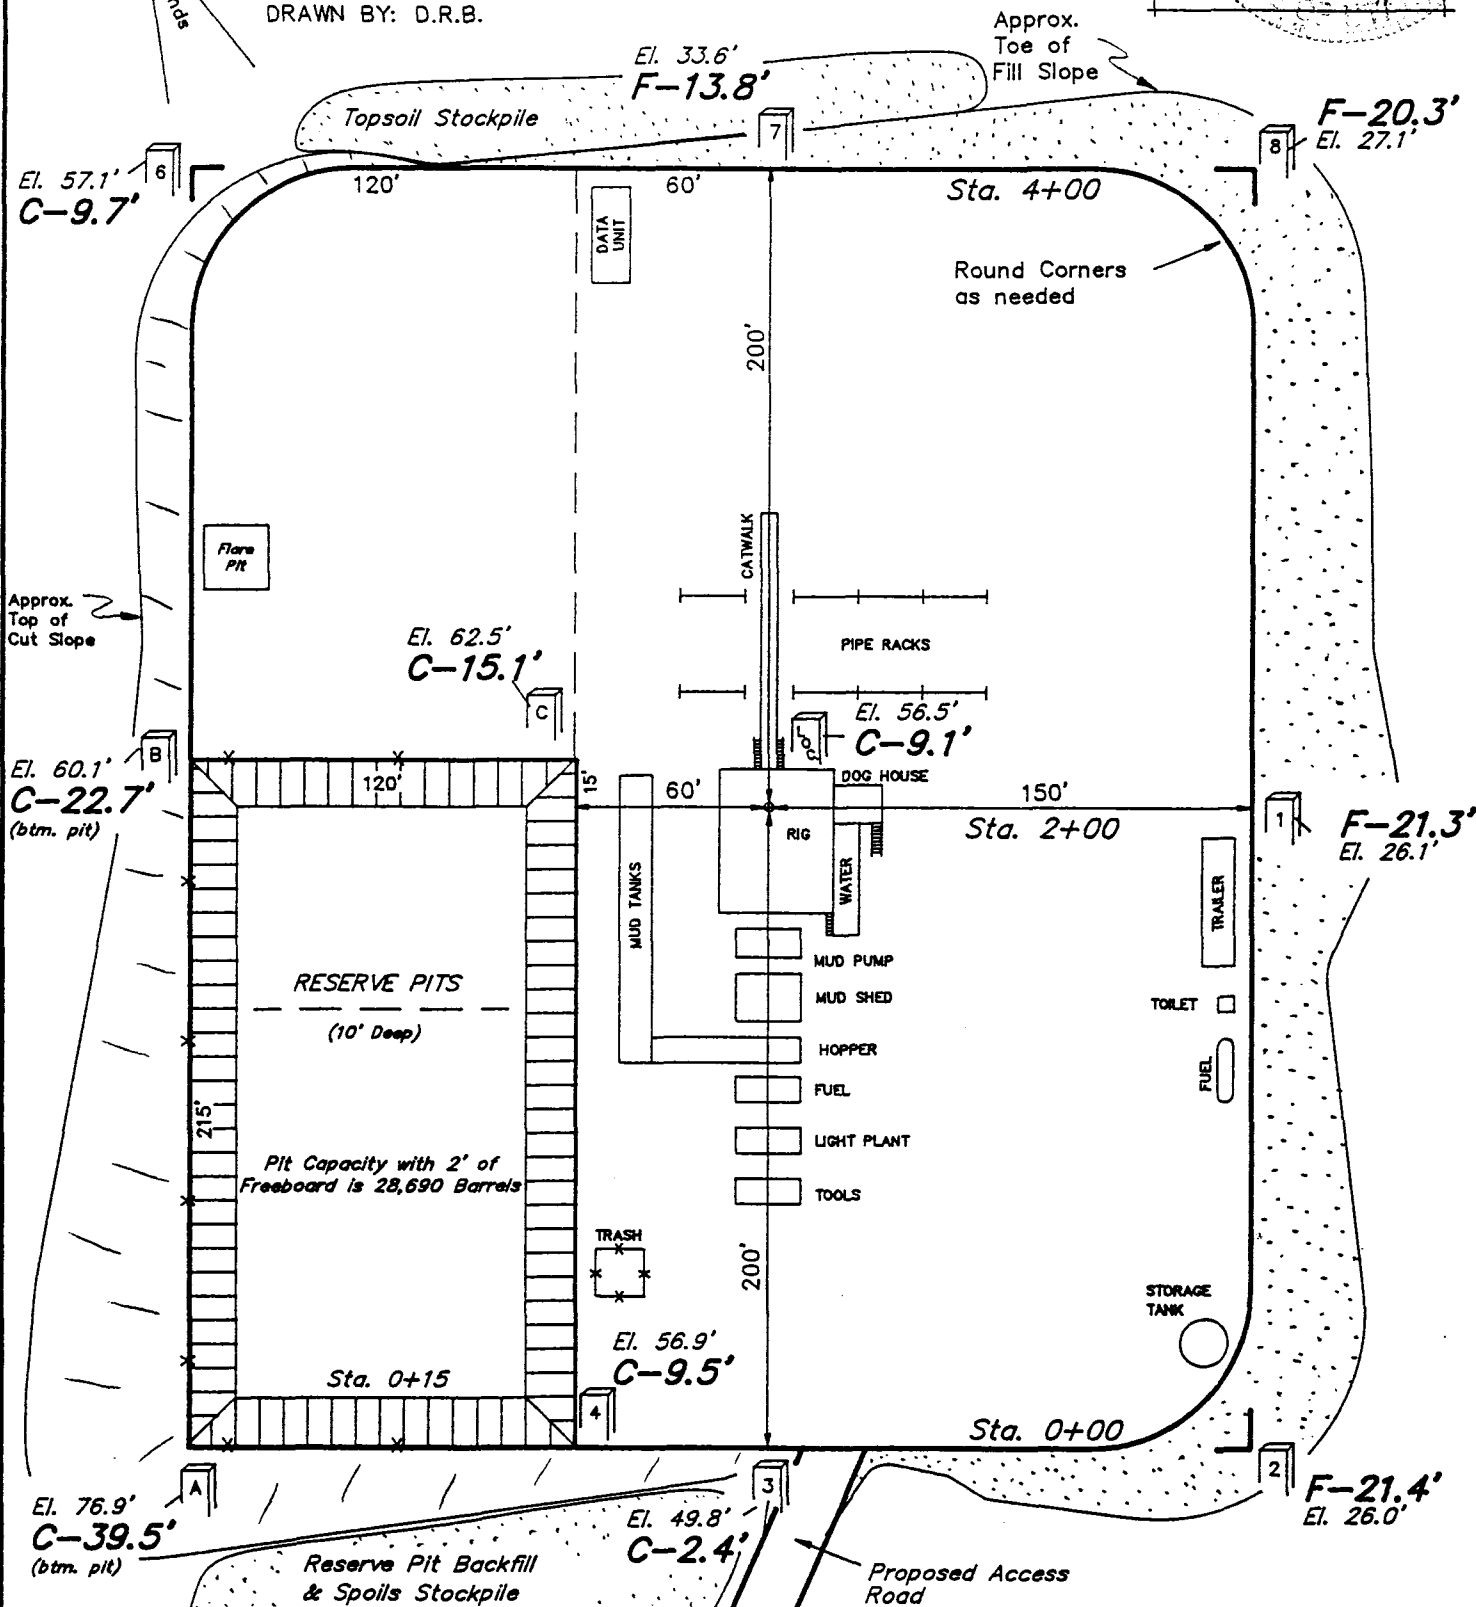 nds
DRAWN BY: D.R.B.
Approx.
Toe of
Fill Slope
El. 33.6'
F-13.8'
Topsoil Stockpile
7
F-20.3'
El. 27.1'
8
6
El. 57.1'
C-9.7'
120'
60'
Sta. 4+00
DATA
UNIT
Round Corners
as needed
200'
CATWALK
Flare
Pit
Approx.
Top of
Cut Slope
El. 62.5'
C-15.1'
C
PIPE RACKS
El. 56.5'
C-9.1'
B
El. 60.1'
C-22.7'
(btm. pit)
120'
15'
60'
DOG HOUSE
150'
Sta. 2+00
1
F-21.3'
El. 26.1'
RIG
WATER
MUD TANKS
TRAILER
MUD PUMP
MUD SHED
RESERVE PITS
(10' Deep)
TOILET
HOPPER
FUEL
FUEL
215'
LIGHT PLANT
Pit Capacity with 2' of
Freeboard is 28,690 Barrels
TOOLS
TRASH
200'
STORAGE
TANK
El. 56.9'
C-9.5'
Sta. 0+15
4
Sta. 0+00
A
El. 76.9'
C-39.5'
(btm. pit)
3
El. 49.8'
C-2.4'
2
F-21.4'
El. 26.0'
Reserve Pit Backfill
& Spoils Stockpile
Proposed Access
Road